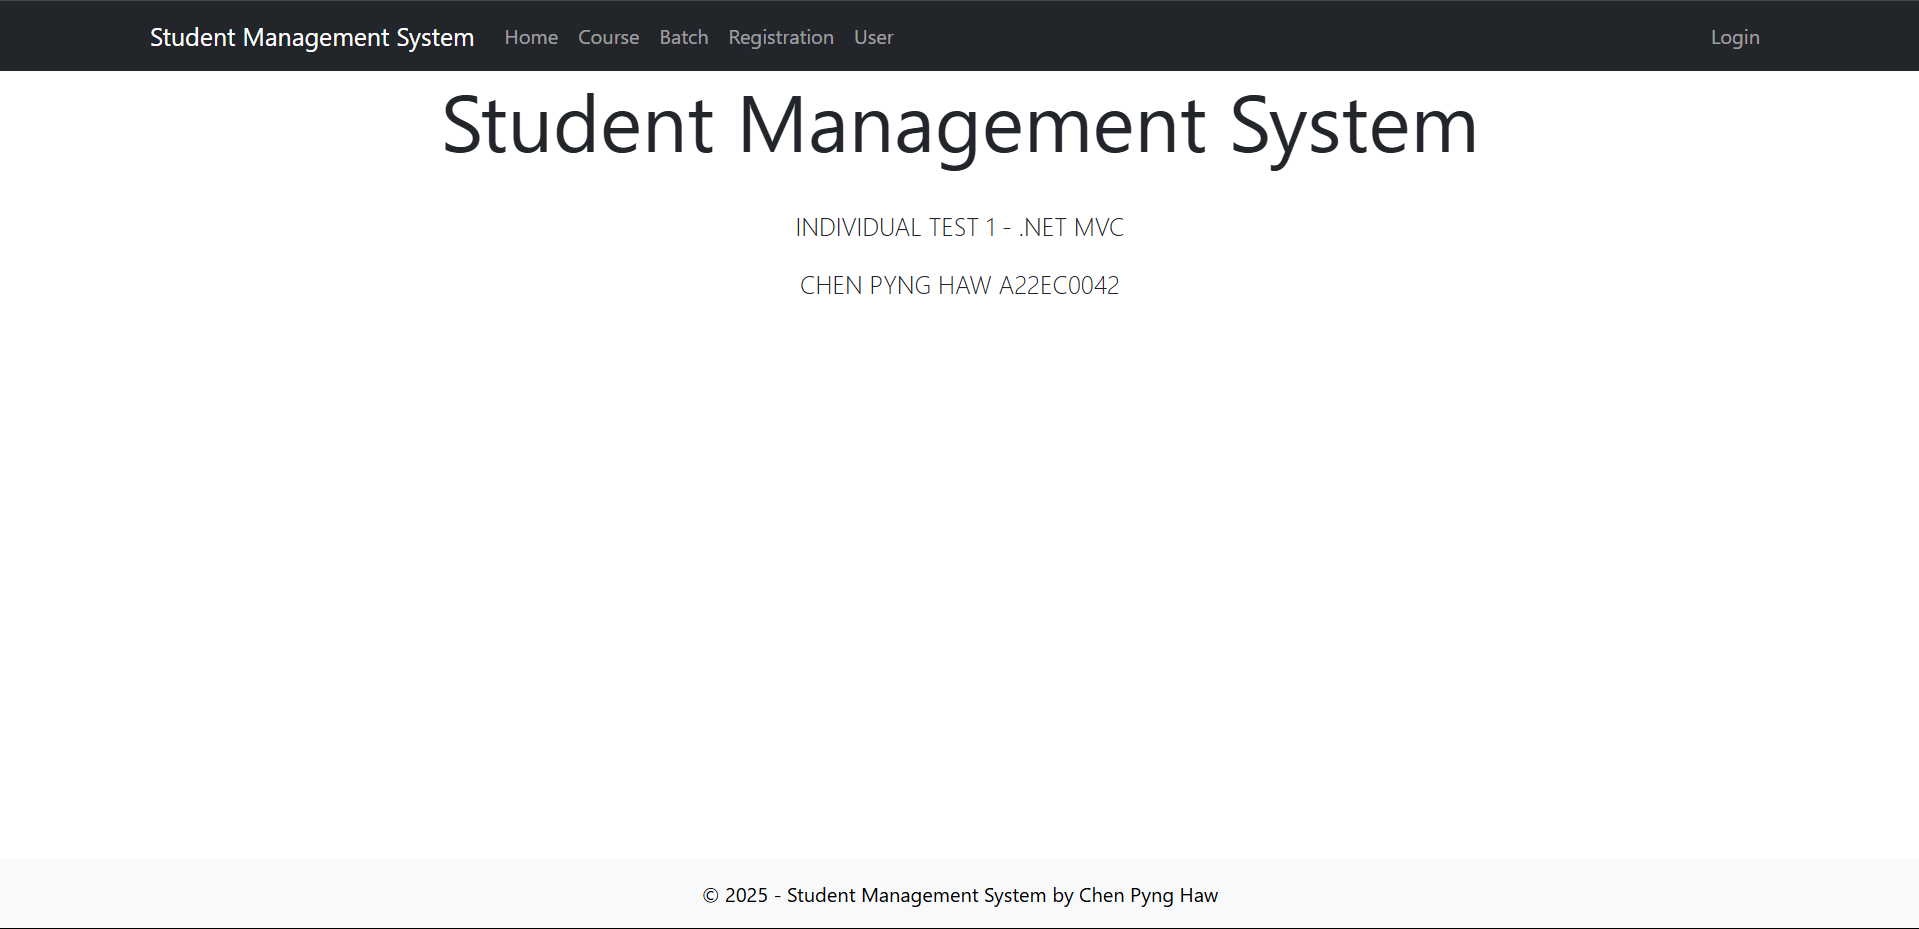 Student Management System Home Course Batch Registration User Login
Student Management System
INDIVIDUAL TEST 1 - .NET MVC
CHEN PYNG HAW A22EC0042
© 2025 - Student Management System by Chen Pyng Haw